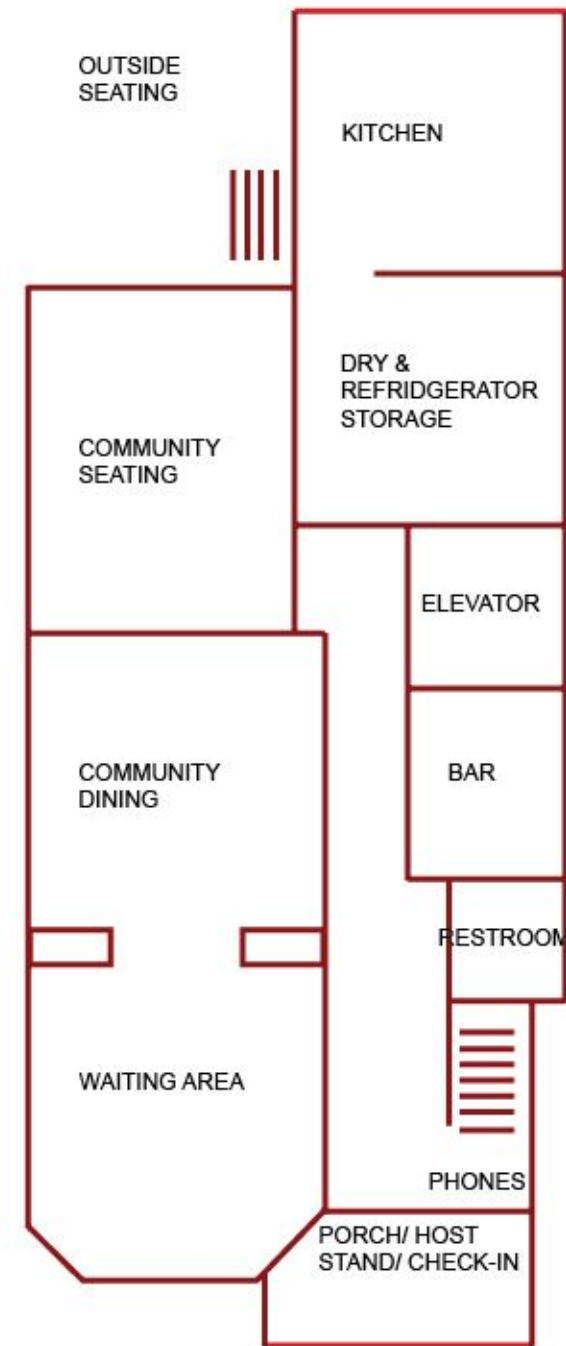 OUTSIDE
SEATING
KITCHEN
DRY &
REFRIDGERATOR
STORAGE
COMMUNITY
SEATING
ELEVATOR
COMMUNITY
DINING
BAR
RESTROOM
WAITING AREA
PHONES
PORCH/ HOST
STAND/ CHECK-IN